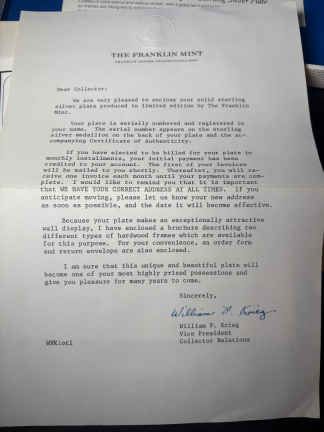 THE FRANKLIN MINT
Dear Collector:
We are very pleased to enclose your solid sterling
silver plate produced in limited edition by The Franklin
Mint.
Your plate is serially numbered and registered in
your name. The serial number appears on the sterling
silver medallion on the back of your plate and the ac-
companying Certificate of Authenticity.
If you have elected to be billed for your plate in
monthly installments, your initial payment has been
credited to your account. The first of your invoices
will be mailed to you shortly. Thereafter, you will re-
ceive one invoice each month until your payments are com-
plete. I would like to remind you that it is important
that WE HAVE YOUR CORRECT ADDRESS AT ALL TIMES. If you
anticipate moving, please let us know your new address
as soon as possible, and the date it will become effective.
Because your plate makes an exceptionally attractive
wall display, I have enclosed a brochure describing two
different types of hardwood frames which are available
for this purpose. For your convenience, an order form
and return envelope are also enclosed.
I am sure that this unique and beautiful plate will
become one of your most highly prized possessions and
give you pleasure for many years to come.
Sincerely,
William F. Krieg
William F. Krieg
Vice President
WFK:orl Collector Relations